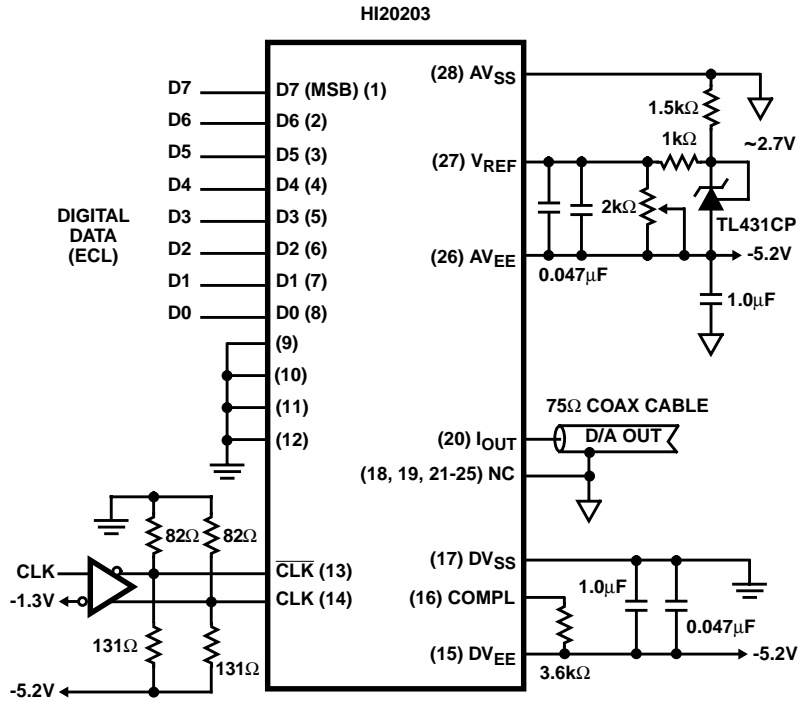 HI20203
D7
D6
D5
D4
D3
D2
D1
D0
DIGITAL
DATA
(ECL)
D7 (MSB) (1)
D6 (2)
D5 (3)
D4 (4)
D3 (5)
D2 (6)
D1 (7)
D0 (8)
(9)
(10)
(11)
(12)
82Ω
82Ω
CLK
-1.3V
CLK (13)
CLK (14)
131Ω
131Ω
-5.2V
(28) AVSS
1.5kΩ
1kΩ
~2.7V
(27) VREF
2kΩ
TL431CP
(26) AVEE
-5.2V
0.047µF
1.0µF
75Ω COAX CABLE
(20) IOUT
D/A OUT
(18, 19, 21-25) NC
(17) DVSS
1.0µF
(16) COMPL
0.047µF
(15) DVEE
-5.2V
3.6kΩ